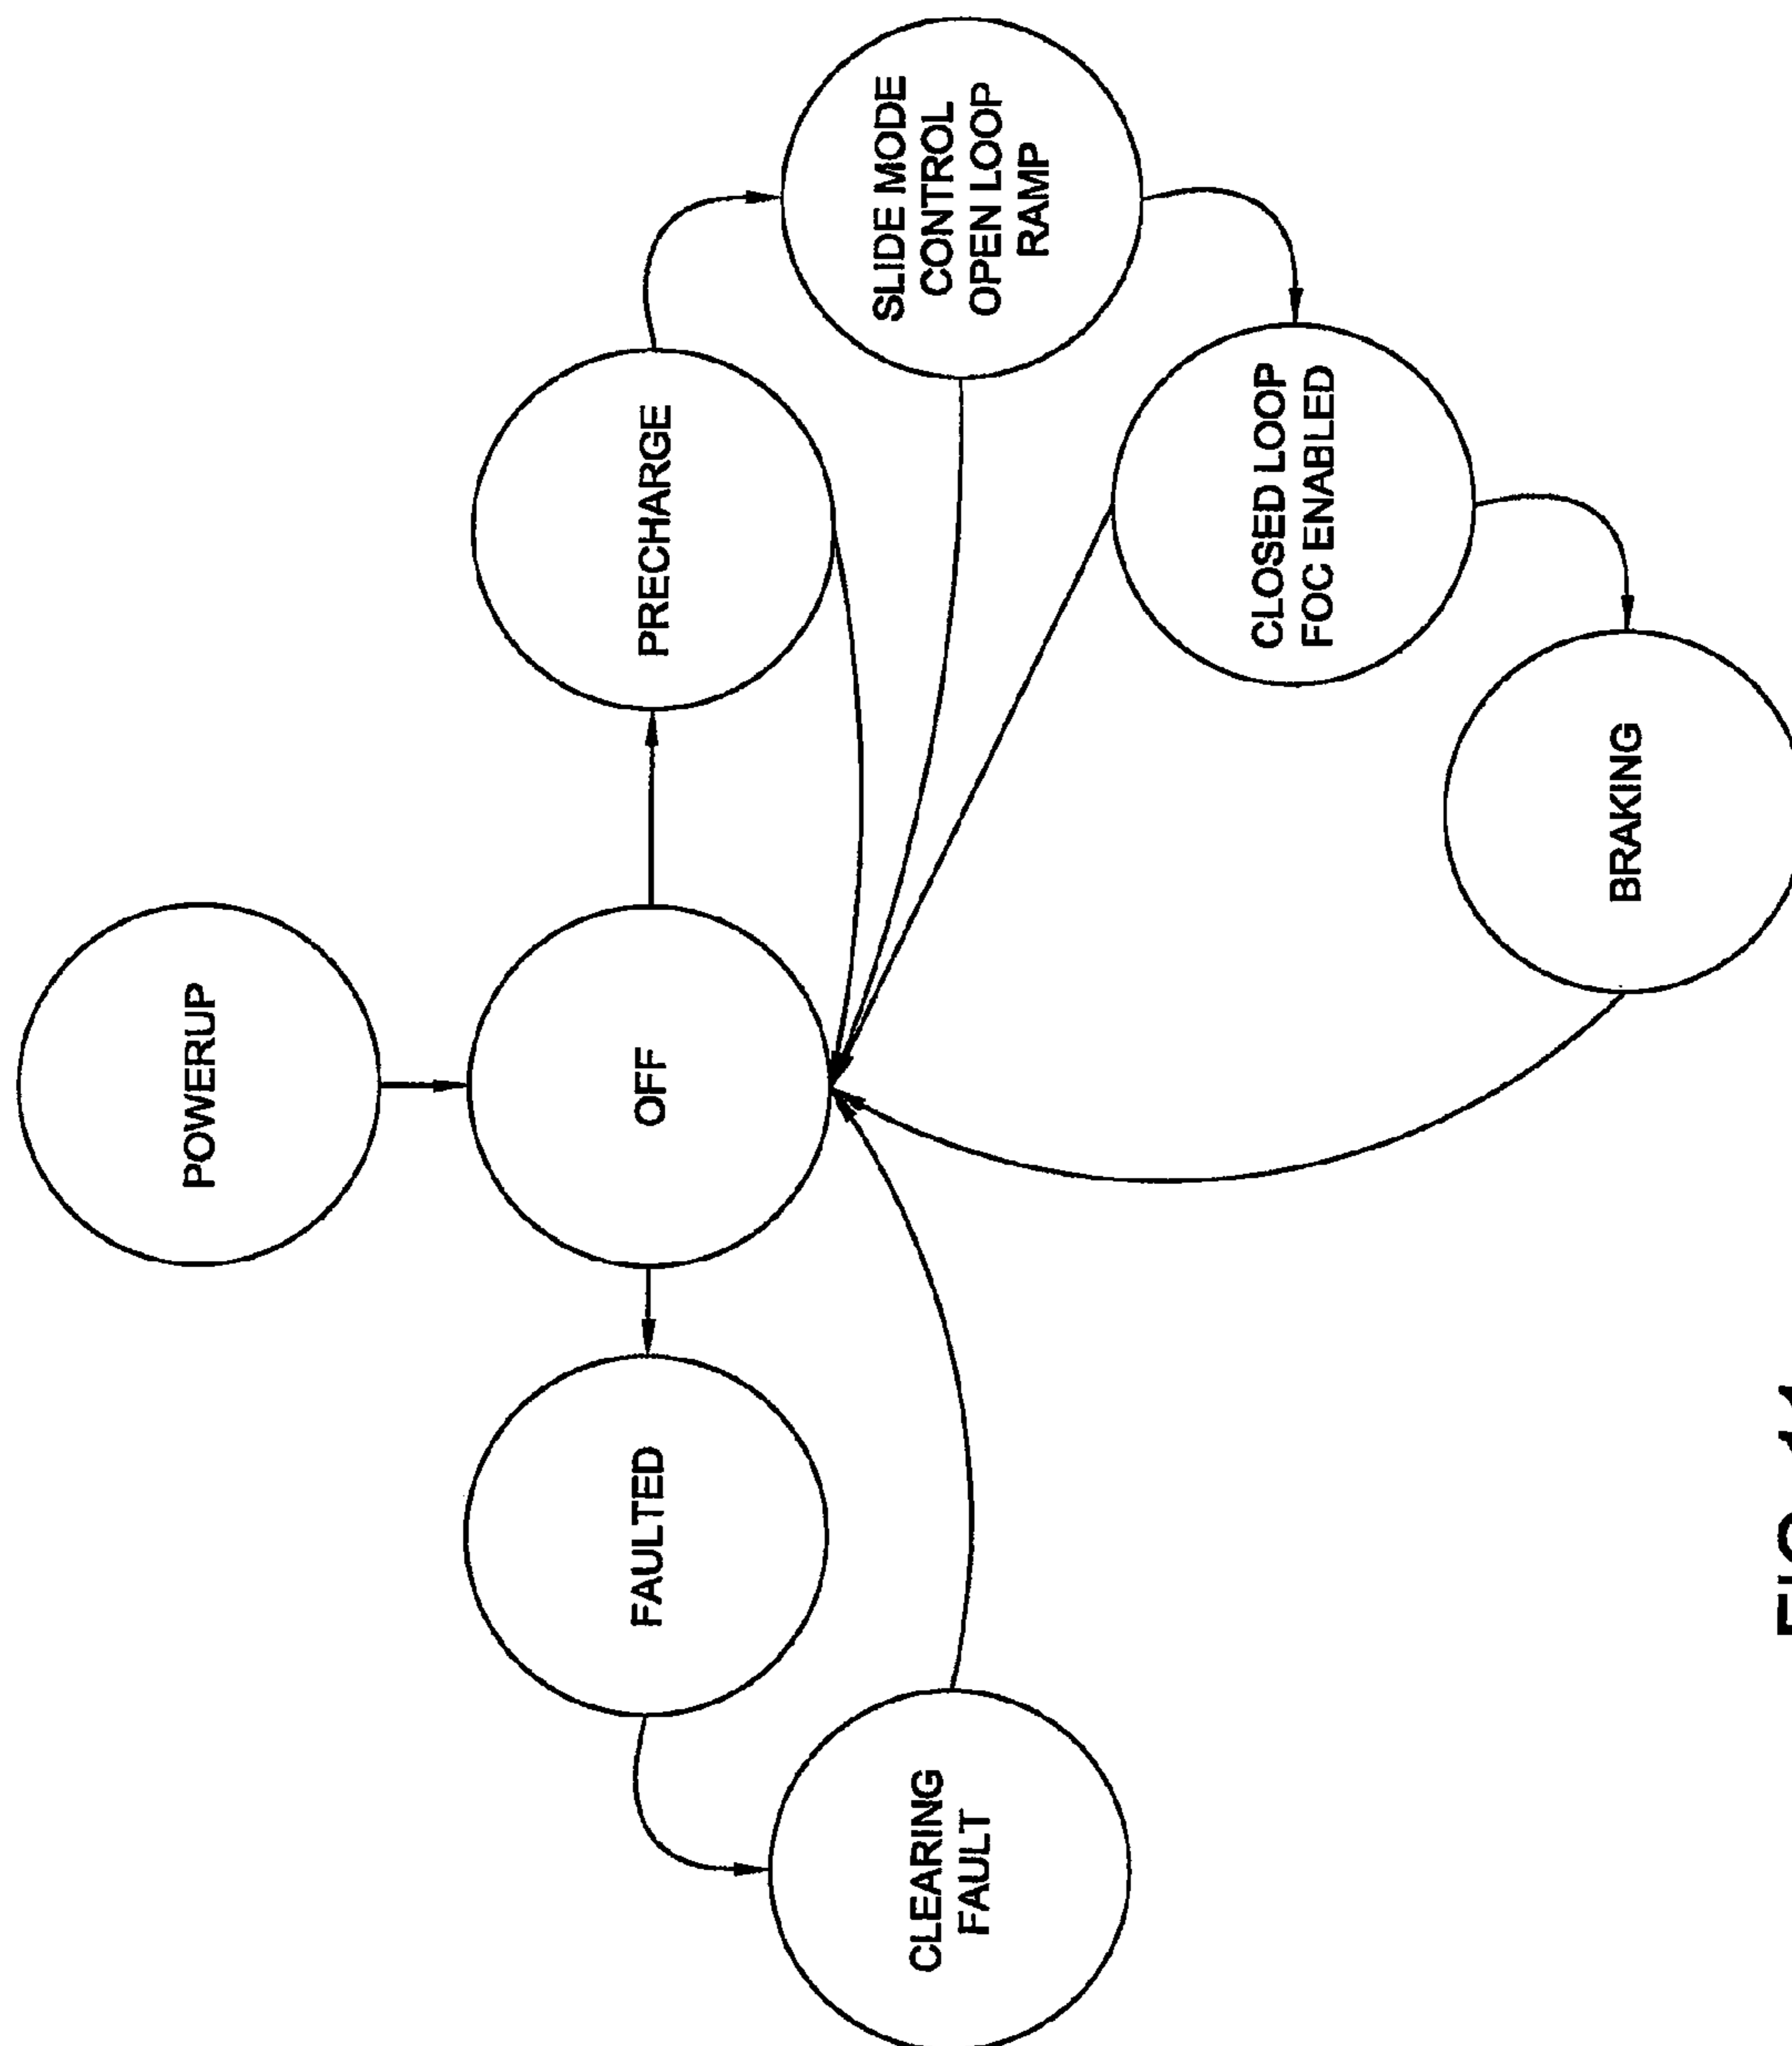 POWERUP
OFF
FAULTED
CLEARING
FAULT
PRECHARGE
SLIDE MODE
CONTROL
OPEN LOOP
RAMP
CLOSED LOOP
FOC ENABLED
BRAKING